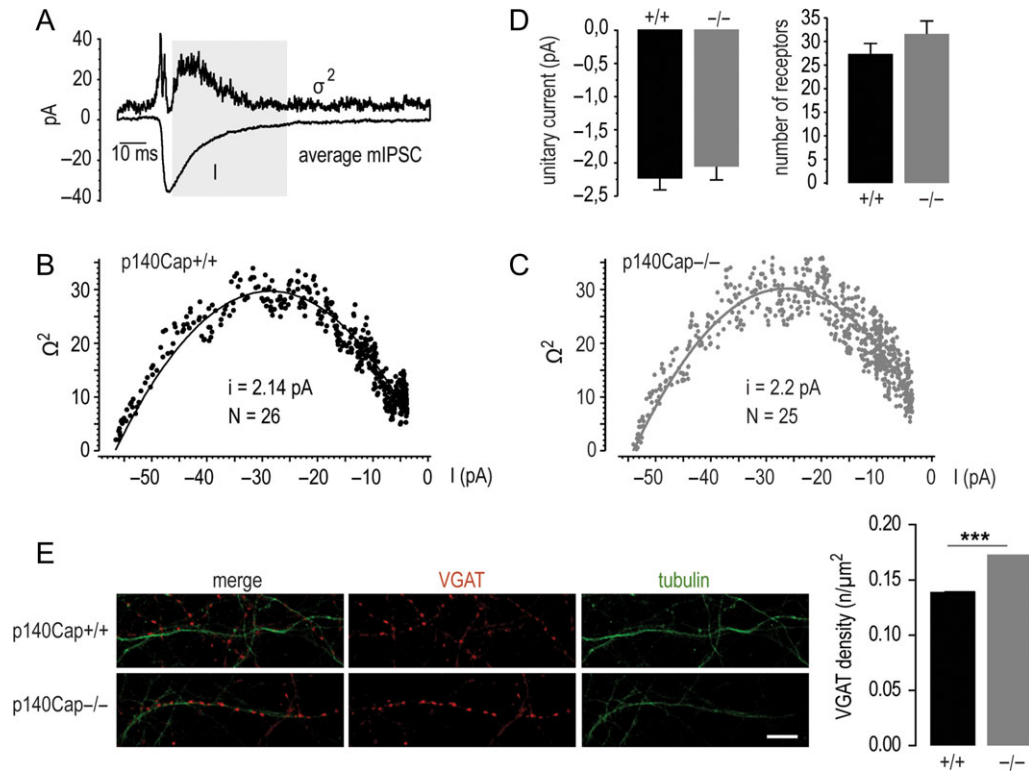 A
40
20
0
0
−20
−40
pA
10 ms
σ²
average mIPSC
I
D
+/+
−/−
0,0
−0,5
−1,0
−1,5
−2,0
−2,5
unitary current (pA)
35
30
25
20
15
10
5
0
number of receptors
+/+
−/−
B
p140Cap+/+
30
20
10
0
Ω²
i = 2.14 pA
N = 26
−50 −40 −30 −20 −10 0
I (pA)
C
p140Cap−/−
30
20
10
0
Ω²
i = 2.2 pA
N = 25
−50 −40 −30 −20 −10 0
I (pA)
E
merge VGAT tubulin
p140Cap+/+
p140Cap−/−
0.20
0.15
0.10
0.05
0.00
VGAT density (n/µm²)
***
+/+
−/−